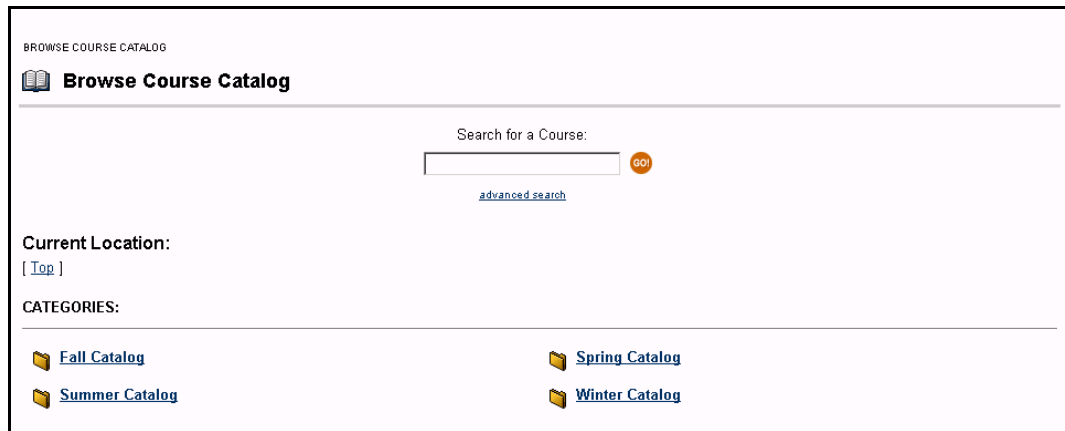 BROWSE COURSE CATALOG
Browse Course Catalog
Search for a Course:
GO!
advanced search
Current Location:
[ Top ]
CATEGORIES:
Fall Catalog
Spring Catalog
Summer Catalog
Winter Catalog